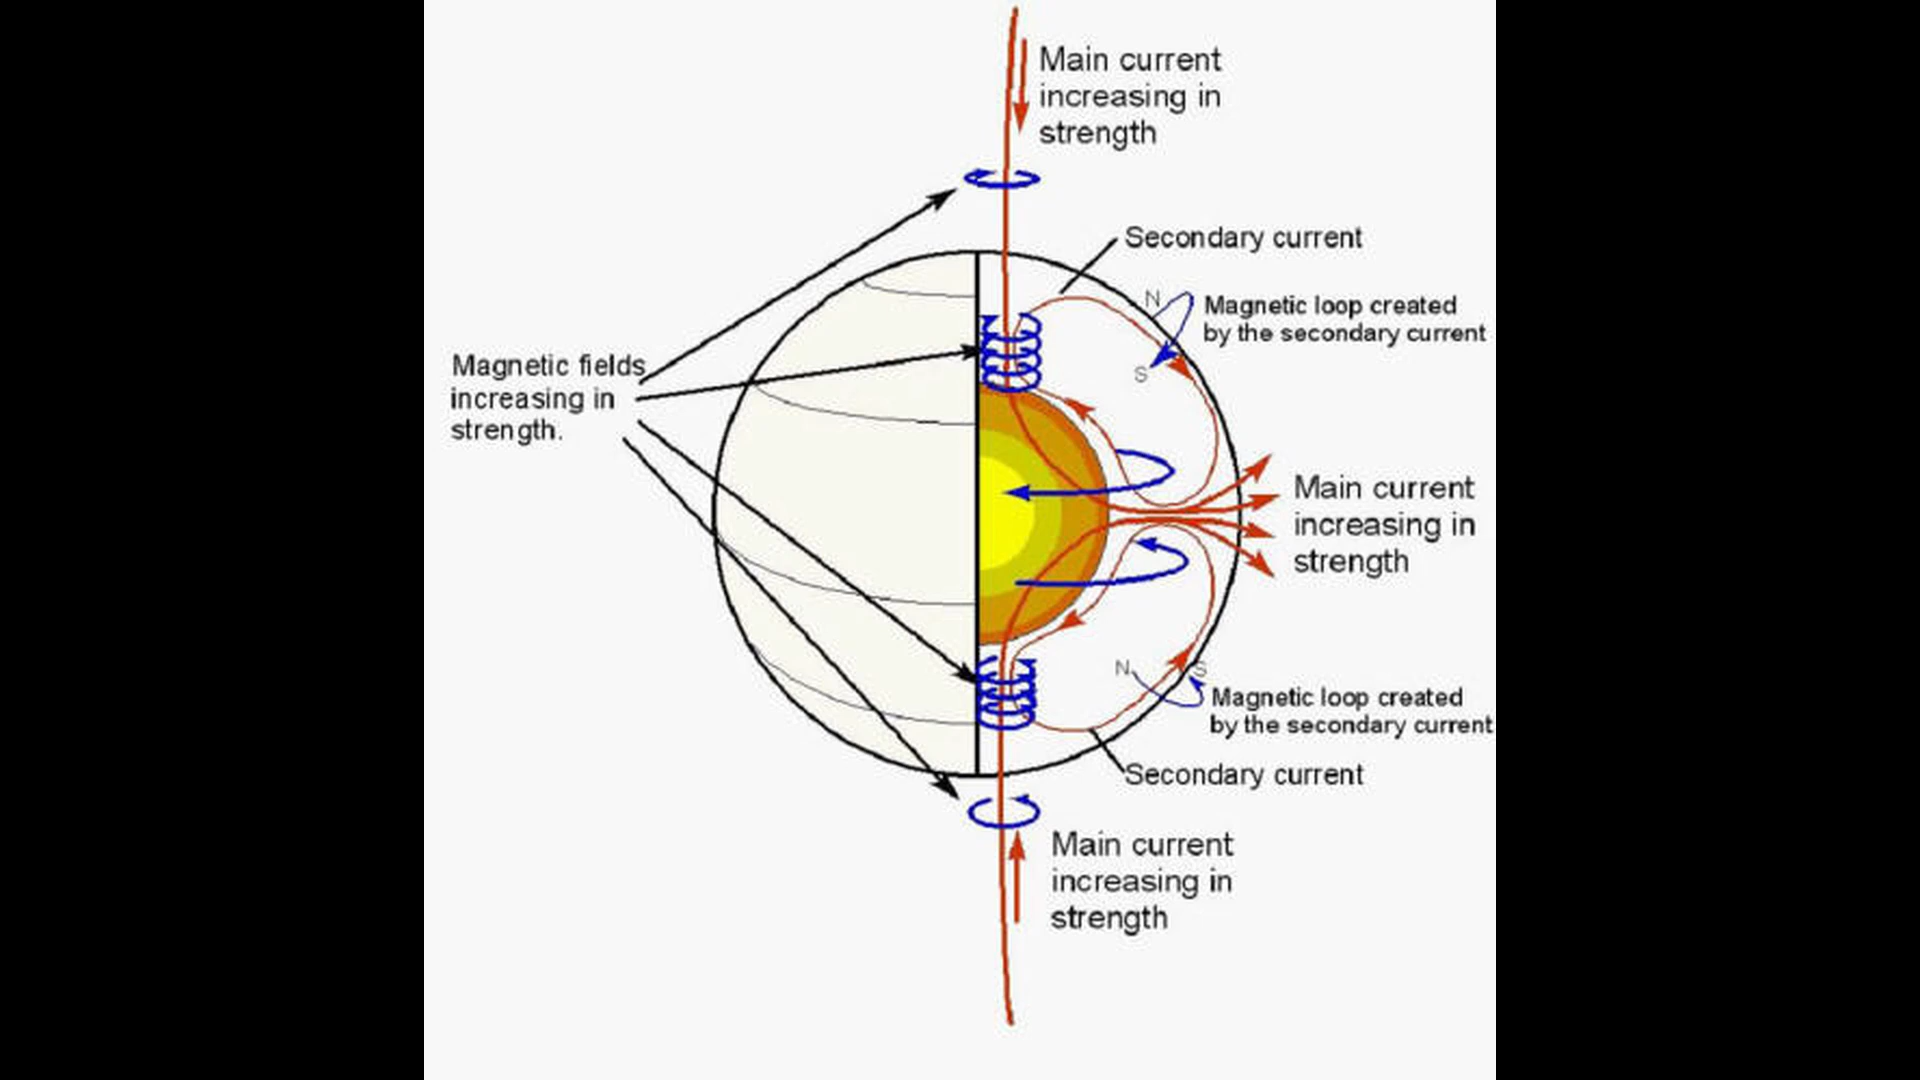 Main current
increasing in
strength
Secondary current
N
Magnetic loop created
by the secondary current
S
Magnetic fields
increasing in
strength.
Main current
increasing in
strength
N
S
Magnetic loop created
by the secondary current
Secondary current
Main current
increasing in
strength